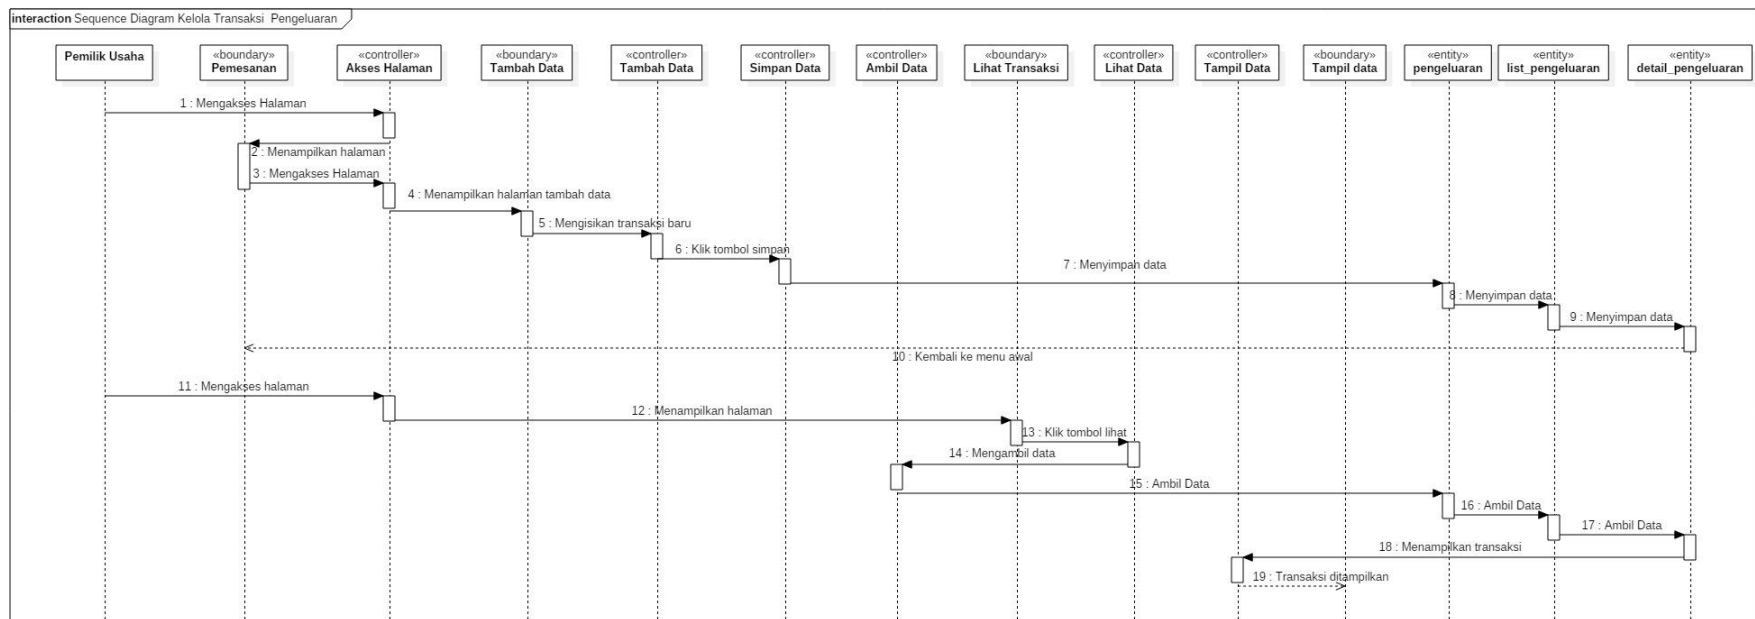 interaction Sequence Diagram Kelola Transaksi Pengeluaran
Pemilik Usaha
«boundary»
Pemesanan
«controller»
Akses Halaman
«boundary»
Tambah Data
«controller»
Tambah Data
«controller»
Simpan Data
«controller»
Ambil Data
«boundary»
Lihat Transaksi
«controller»
Lihat Data
«controller»
Tampil Data
«boundary»
Tampil data
«entity»
pengeluaran
«entity»
list_pengeluaran
«entity»
detail_pengeluaran
1 : Mengakses Halaman
2 : Menampilkan halaman
3 : Mengakses Halaman
4 : Menampilkan halaman tambah data
5 : Mengisikan transaksi baru
6 : Klik tombol simpan
7 : Menyimpan data
8 : Menyimpan data
9 : Menyimpan data
10 : Kembali ke menu awal
11 : Mengakses halaman
12 : Menampilkan halaman
13 : Klik tombol lihat
14 : Mengambil data
15 : Ambil Data
16 : Ambil Data
17 : Ambil Data
18 : Menampilkan transaksi
19 : Transaksi ditampilkan